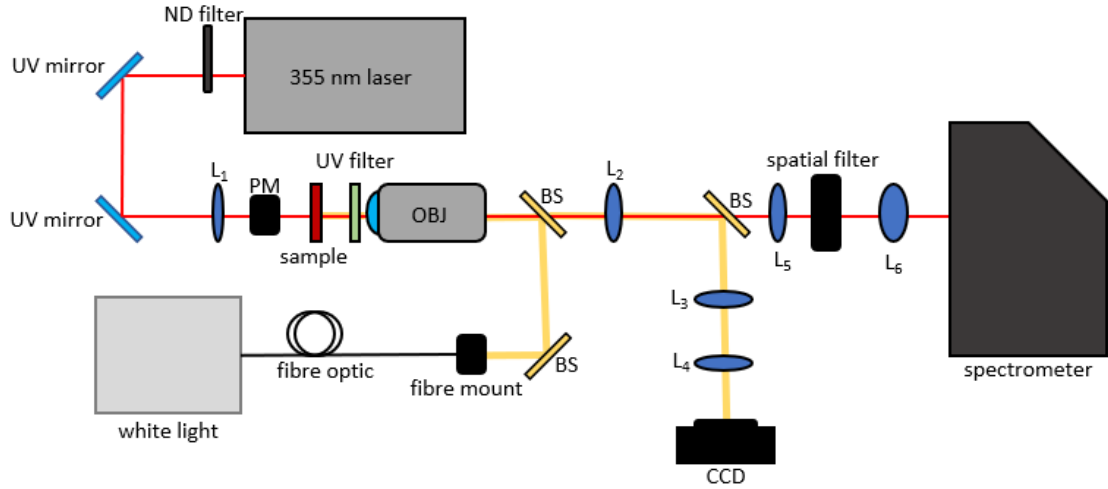 ND filter
UV mirror
355 nm laser
UV filter
L1
PM
L2
BS
BS
spatial filter
UV mirror
OBJ
sample
L5
L6
L3
L4
BS
fibre optic
fibre mount
spectrometer
white light
CCD